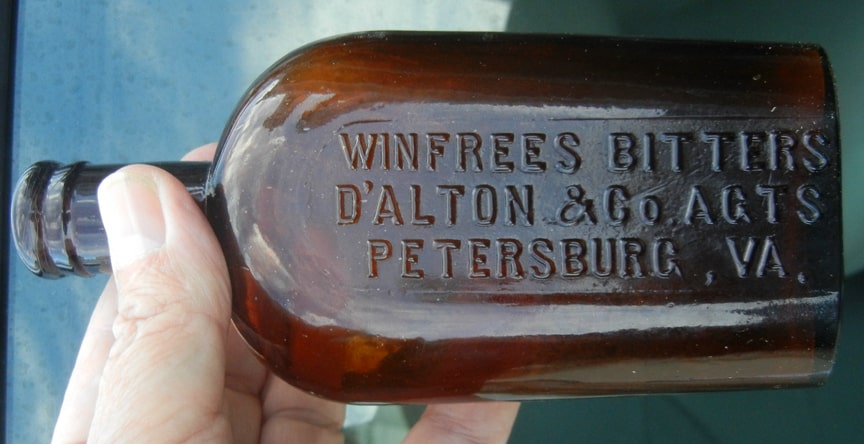 WINFREES BITTERS
D'ALTON & Co. AGTS
PETERSBURG, VA.